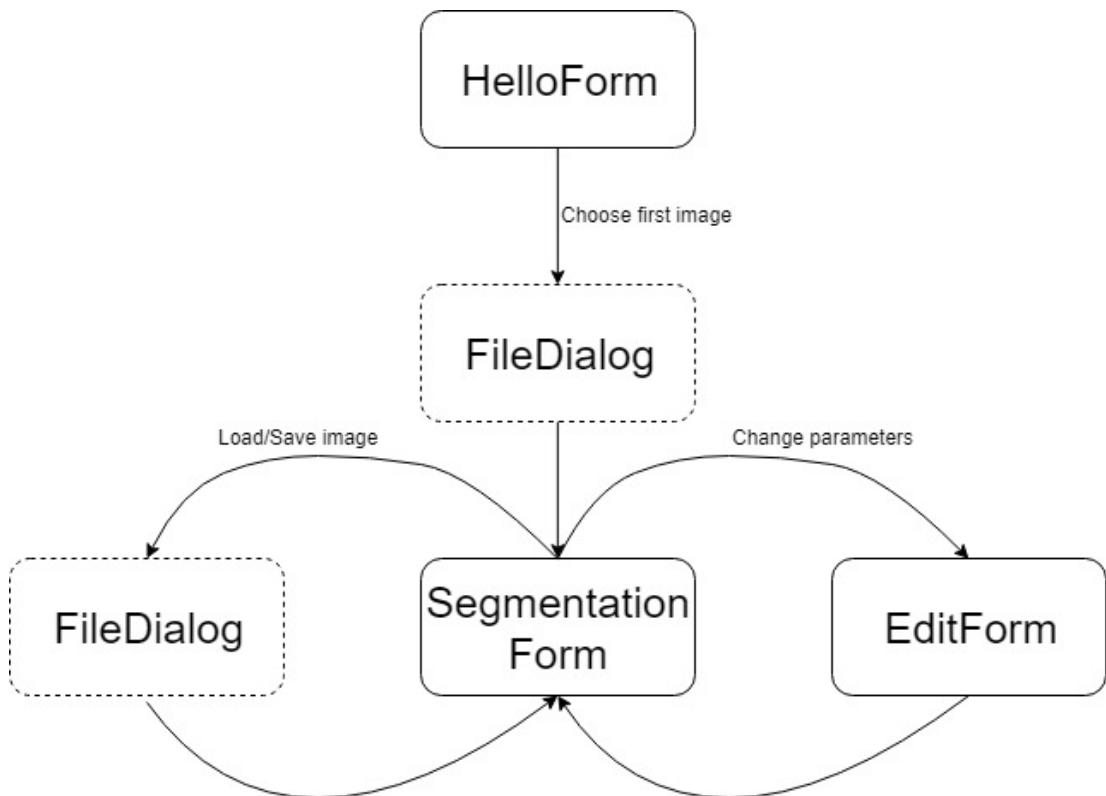 HelloForm
Choose first image
FileDialog
Load/Save image
Change parameters
FileDialog
Segmentation
Form
EditForm